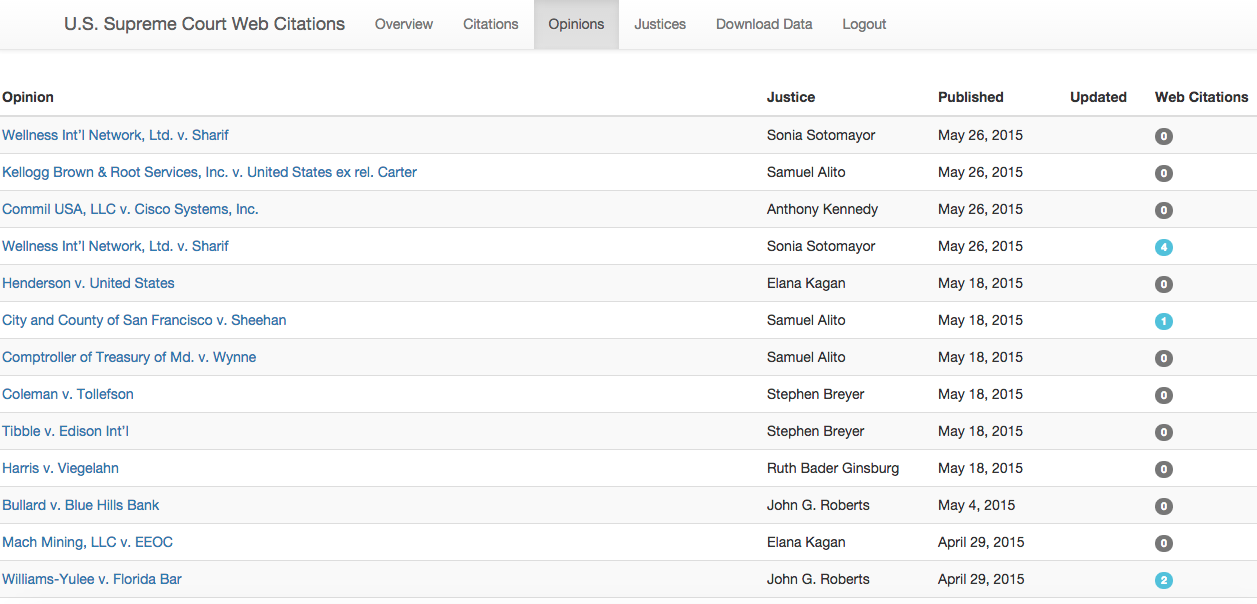 U.S. Supreme Court Web Citations Overview Citations Opinions Justices Download Data Logout
Opinion Justice Published Updated Web Citations
Wellness Int'l Network, Ltd. v. Sharif Sonia Sotomayor May 26, 2015 0
Kellogg Brown & Root Services, Inc. v. United States ex rel. Carter Samuel Alito May 26, 2015 0
Commil USA, LLC v. Cisco Systems, Inc. Anthony Kennedy May 26, 2015 0
Wellness Int'l Network, Ltd. v. Sharif Sonia Sotomayor May 26, 2015 4
Henderson v. United States Elana Kagan May 18, 2015 0
City and County of San Francisco v. Sheehan Samuel Alito May 18, 2015 1
Comptroller of Treasury of Md. v. Wynne Samuel Alito May 18, 2015 0
Coleman v. Tollefson Stephen Breyer May 18, 2015 0
Tibble v. Edison Int'l Stephen Breyer May 18, 2015 0
Harris v. Viegelahn Ruth Bader Ginsburg May 18, 2015 0
Bullard v. Blue Hills Bank John G. Roberts May 4, 2015 0
Mach Mining, LLC v. EEOC Elana Kagan April 29, 2015 0
Williams-Yulee v. Florida Bar John G. Roberts April 29, 2015 2